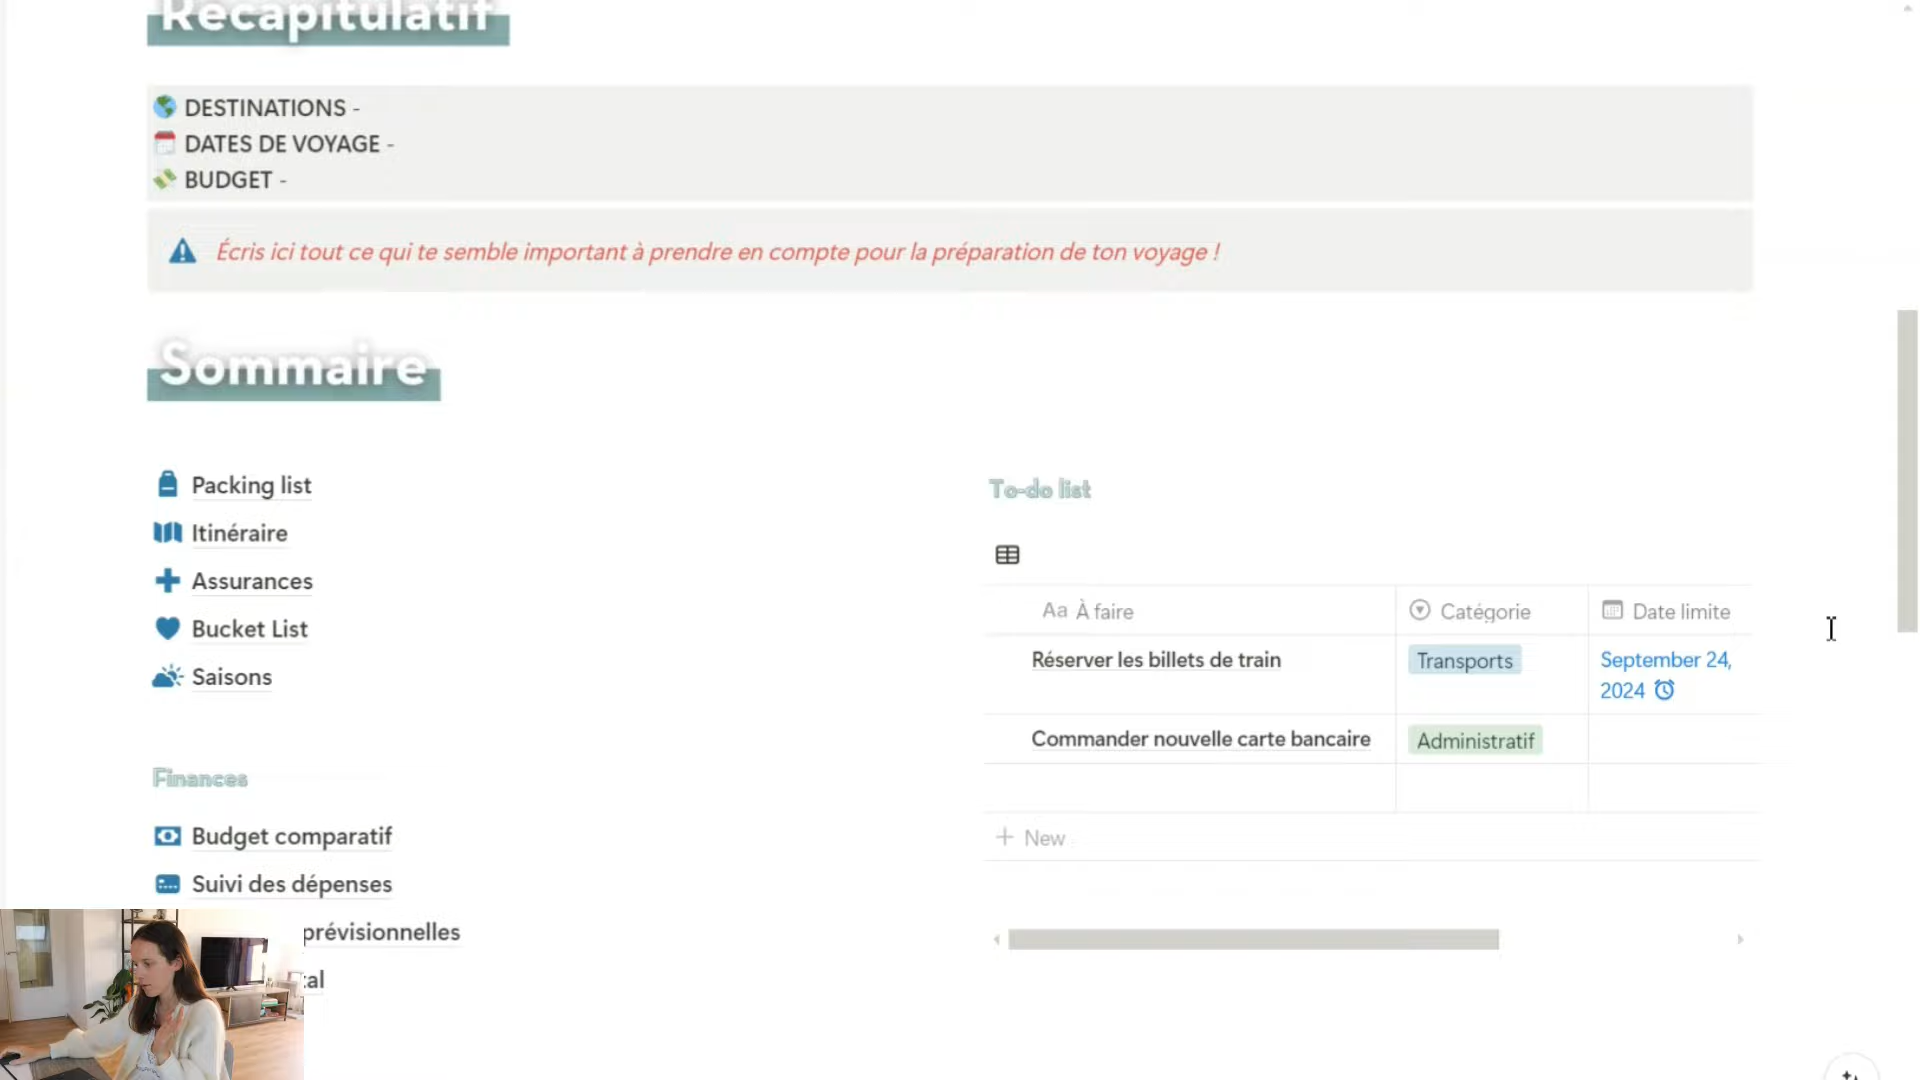 Récapitulatif
DESTINATIONS -
DATES DE VOYAGE -
BUDGET -
Écris ici tout ce qui te semble important à prendre en compte pour la préparation de ton voyage !
Sommaire
Packing list
Itinéraire
Assurances
Bucket List
Saisons
Finances
Budget comparatif
Suivi des dépenses
prévisionnelles
To-do list
Aa À faire
Catégorie
Date limite
Réserver les billets de train
Transports
September 24,
2024
Commander nouvelle carte bancaire
Administratif
+ New